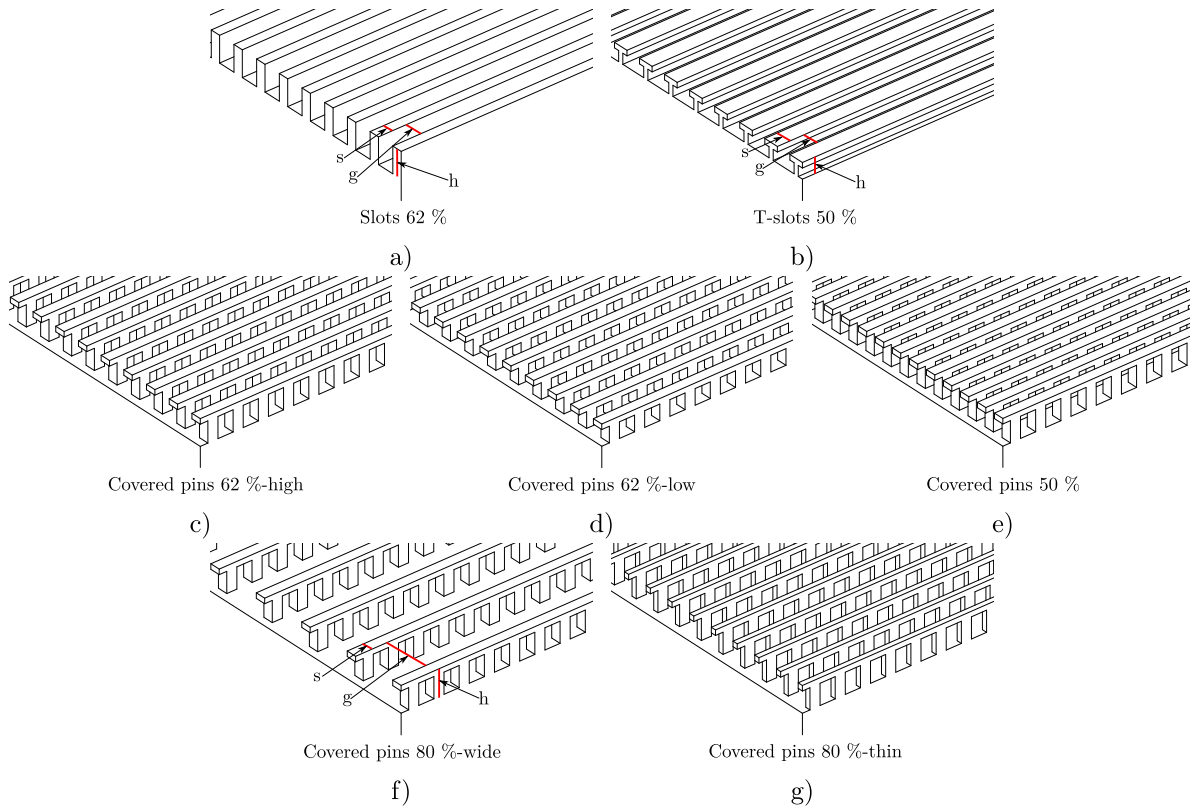 s
g
h
Slots 62 %
a)
s
g
h
T-slots 50 %
b)
Covered pins 62 %-high
c)
Covered pins 62 %-low
d)
Covered pins 50 %
e)
s
g
h
Covered pins 80 %-wide
f)
Covered pins 80 %-thin
g)